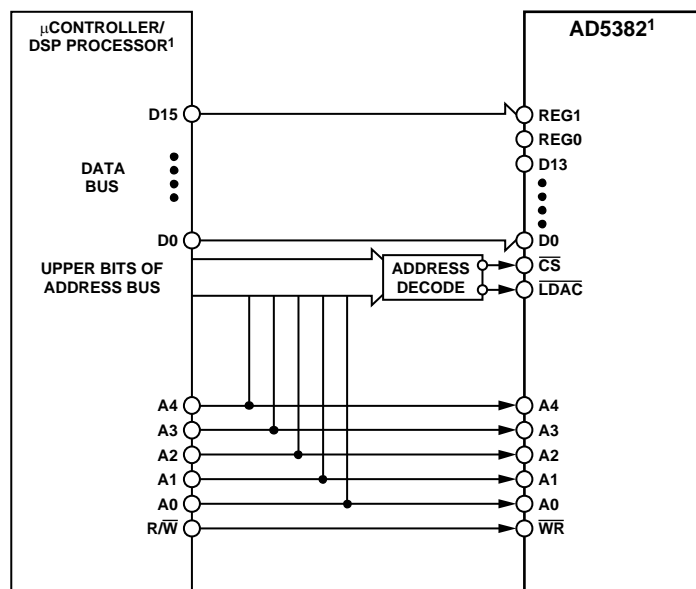 μCONTROLLER/
DSP PROCESSOR1
AD53821
D15
REG1
REG0
D13
DATA
BUS
D0
D0
UPPER BITS OF
ADDRESS BUS
ADDRESS
DECODE
CS
LDAC
A4
A4
A3
A3
A2
A2
A1
A1
A0
A0
R/W
WR